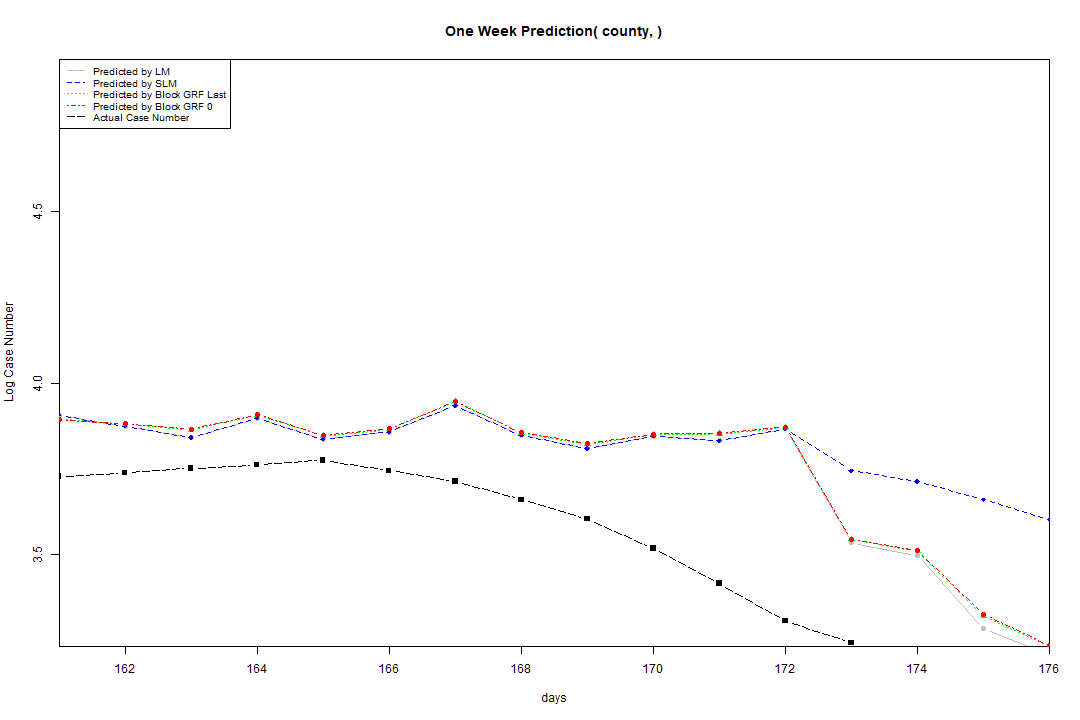 One Week Prediction( county, )
Predicted by LM
Predicted by SLM
Predicted by Block GRF Last
Predicted by Block GRF 0
Actual Case Number
4.5
4.0
3.5
Log Case Number
162 164 166 168 170 172 174 176
days